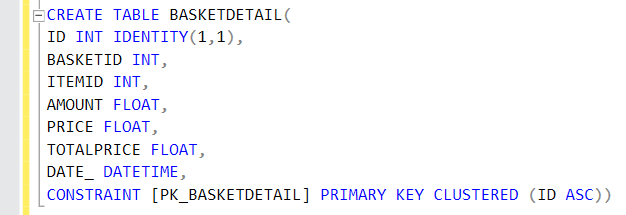 CREATE TABLE BASKETDETAIL(
ID INT IDENTITY(1,1),
BASKETID INT,
ITEMID INT,
AMOUNT FLOAT,
PRICE FLOAT,
TOTALPRICE FLOAT,
DATE_ DATETIME,
CONSTRAINT [PK_BASKETDETAIL] PRIMARY KEY CLUSTERED (ID ASC))